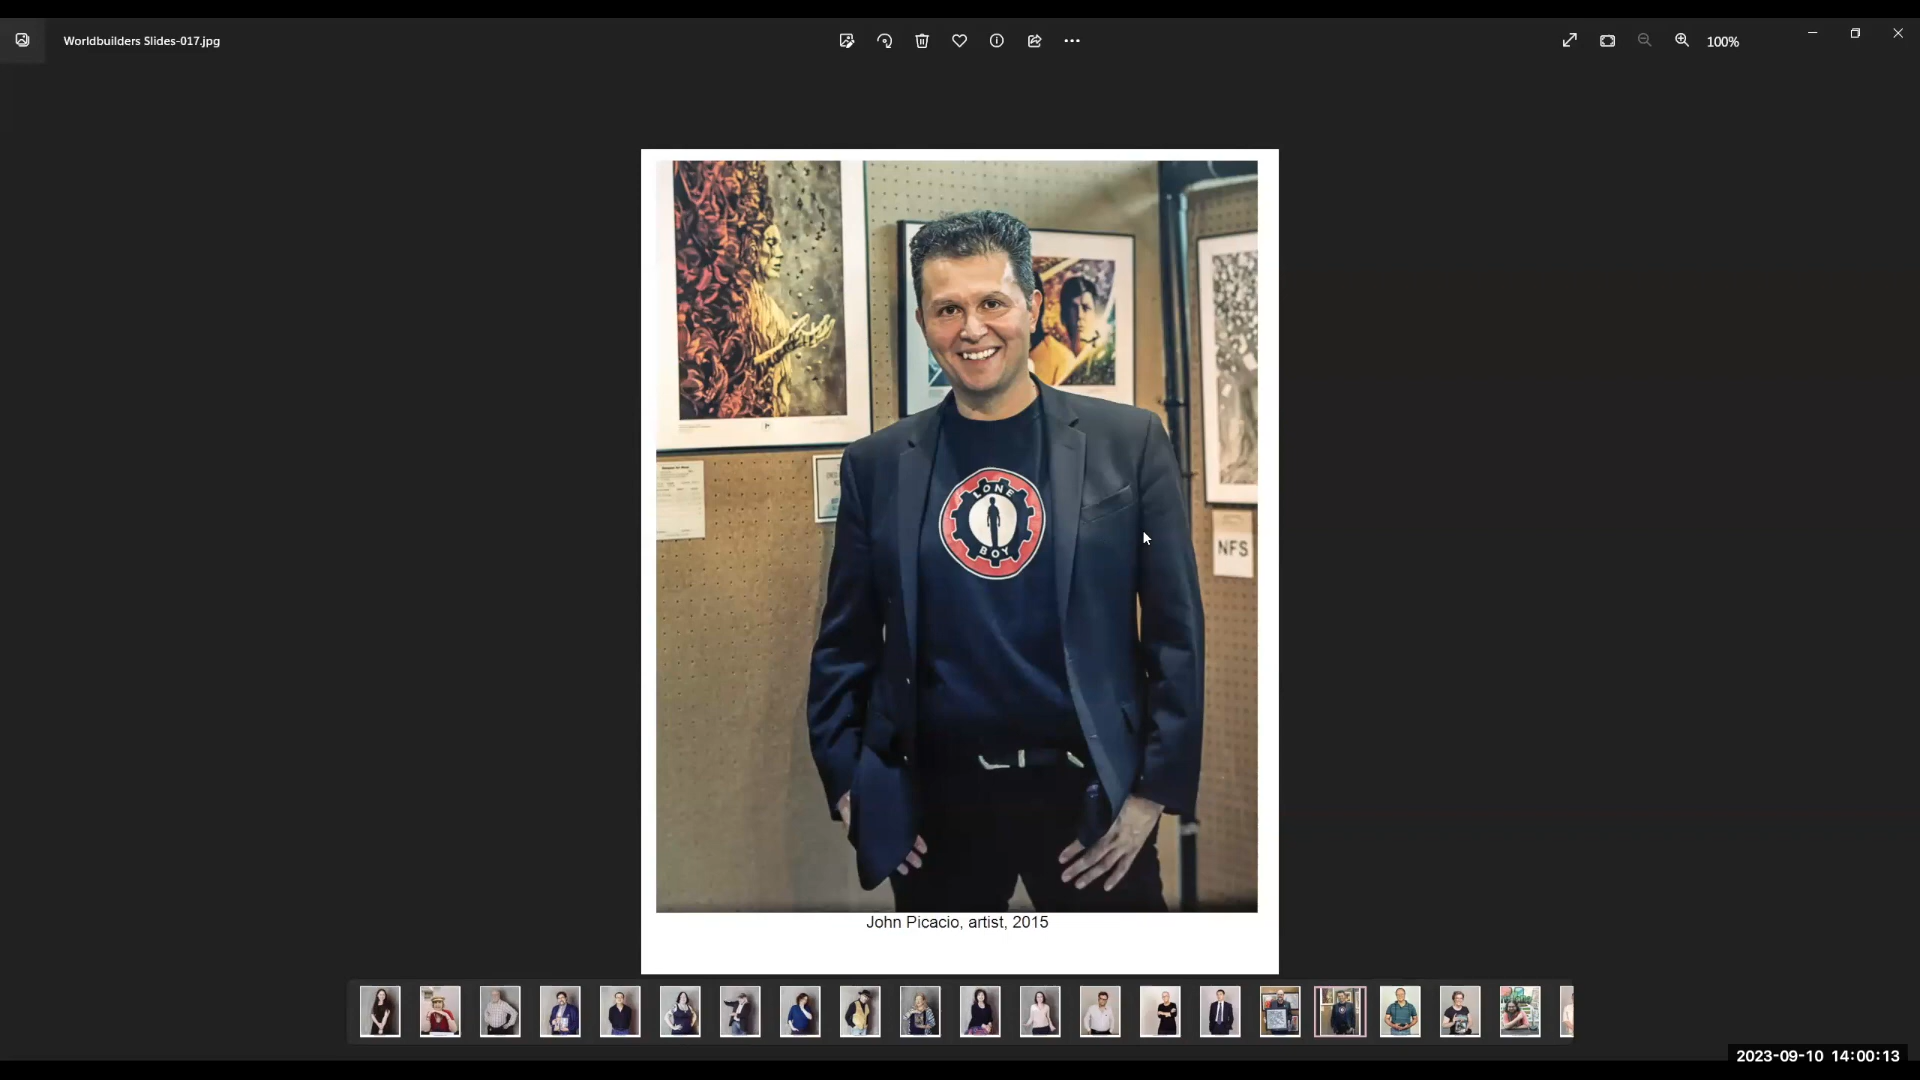 Worldbuilders Slides-017.jpg
100%
LONE
BOY
NFS
John Picacio, artist, 2015
2023-09-10 14:00:13